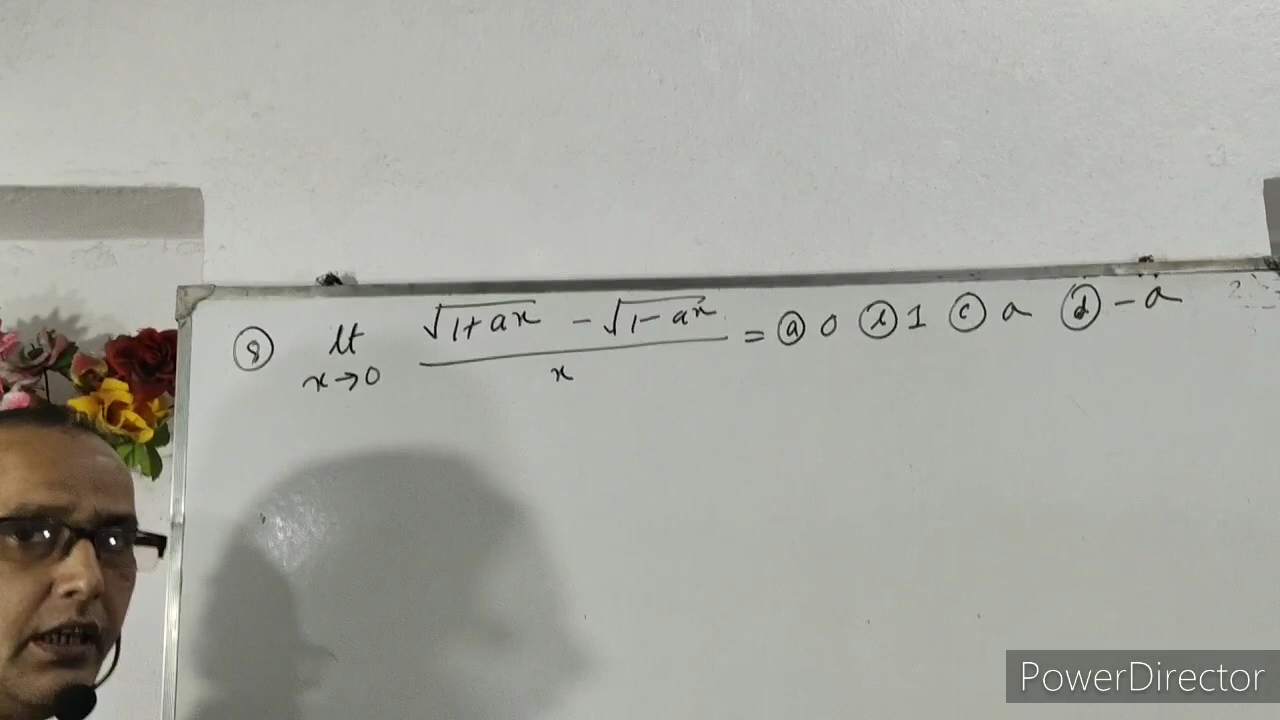 (8) lt x→0 (√(1+ax) − √(1−ax))/x = (a) 0 (b) 1 (c) a (d) −a
PowerDirector